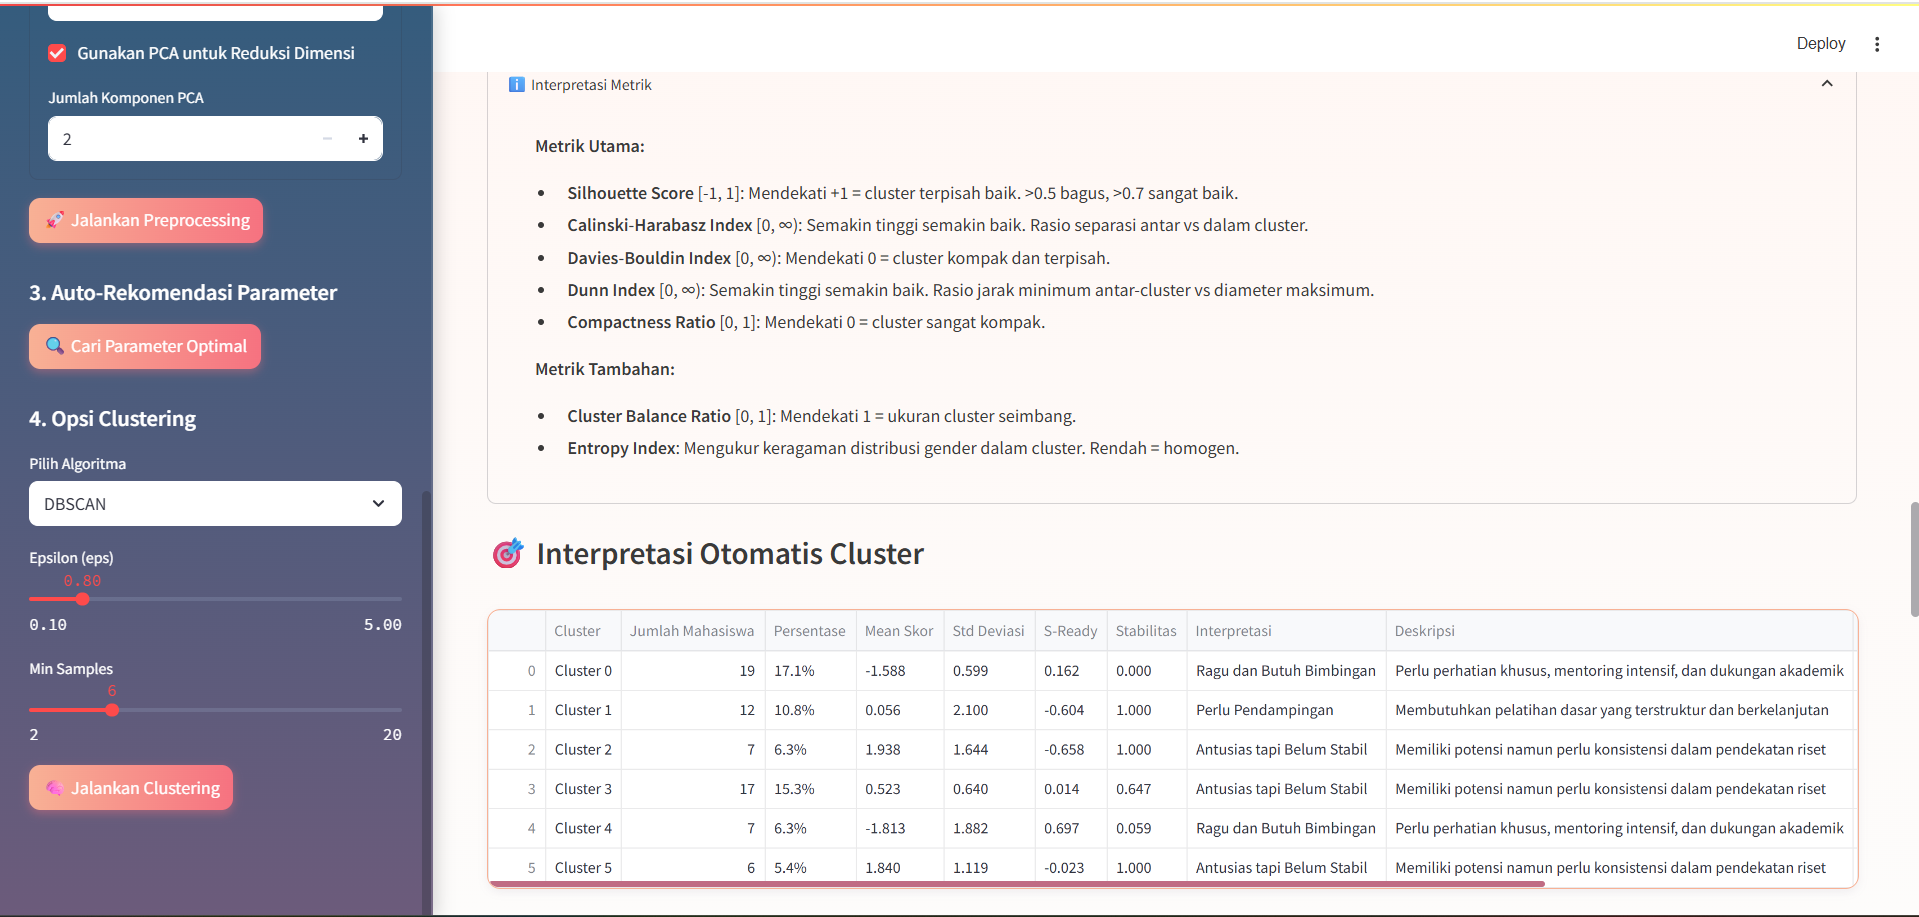 Gunakan PCA untuk Reduksi Dimensi
Jumlah Komponen PCA
2
Jalankan Preprocessing
3. Auto-Rekomendasi Parameter
Cari Parameter Optimal
4. Opsi Clustering
Pilih Algoritma
DBSCAN
Epsilon (eps)
0.80
0.10 5.00
Min Samples
6
2 20
Jalankan Clustering
Deploy
Interpretasi Metrik
Metrik Utama:
• Silhouette Score [-1, 1]: Mendekati +1 = cluster terpisah baik. >0.5 bagus, >0.7 sangat baik.
• Calinski-Harabasz Index [0, ∞): Semakin tinggi semakin baik. Rasio separasi antar vs dalam cluster.
• Davies-Bouldin Index [0, ∞): Mendekati 0 = cluster kompak dan terpisah.
• Dunn Index [0, ∞): Semakin tinggi semakin baik. Rasio jarak minimum antar-cluster vs diameter maksimum.
• Compactness Ratio [0, 1]: Mendekati 0 = cluster sangat kompak.
Metrik Tambahan:
• Cluster Balance Ratio [0, 1]: Mendekati 1 = ukuran cluster seimbang.
• Entropy Index: Mengukur keragaman distribusi gender dalam cluster. Rendah = homogen.
Interpretasi Otomatis Cluster
Cluster Jumlah Mahasiswa Persentase Mean Skor Std Deviasi S-Ready Stabilitas Interpretasi Deskripsi
0 Cluster 0 19 17.1% -1.588 0.599 0.162 0.000 Ragu dan Butuh Bimbingan Perlu perhatian khusus, mentoring intensif, dan dukungan akademik
1 Cluster 1 12 10.8% 0.056 2.100 -0.604 1.000 Perlu Pendampingan Membutuhkan pelatihan dasar yang terstruktur dan berkelanjutan
2 Cluster 2 7 6.3% 1.938 1.644 -0.658 1.000 Antusias tapi Belum Stabil Memiliki potensi namun perlu konsistensi dalam pendekatan riset
3 Cluster 3 17 15.3% 0.523 0.640 0.014 0.647 Antusias tapi Belum Stabil Memiliki potensi namun perlu konsistensi dalam pendekatan riset
4 Cluster 4 7 6.3% -1.813 1.882 0.697 0.059 Ragu dan Butuh Bimbingan Perlu perhatian khusus, mentoring intensif, dan dukungan akademik
5 Cluster 5 6 5.4% 1.840 1.119 -0.023 1.000 Antusias tapi Belum Stabil Memiliki potensi namun perlu konsistensi dalam pendekatan riset